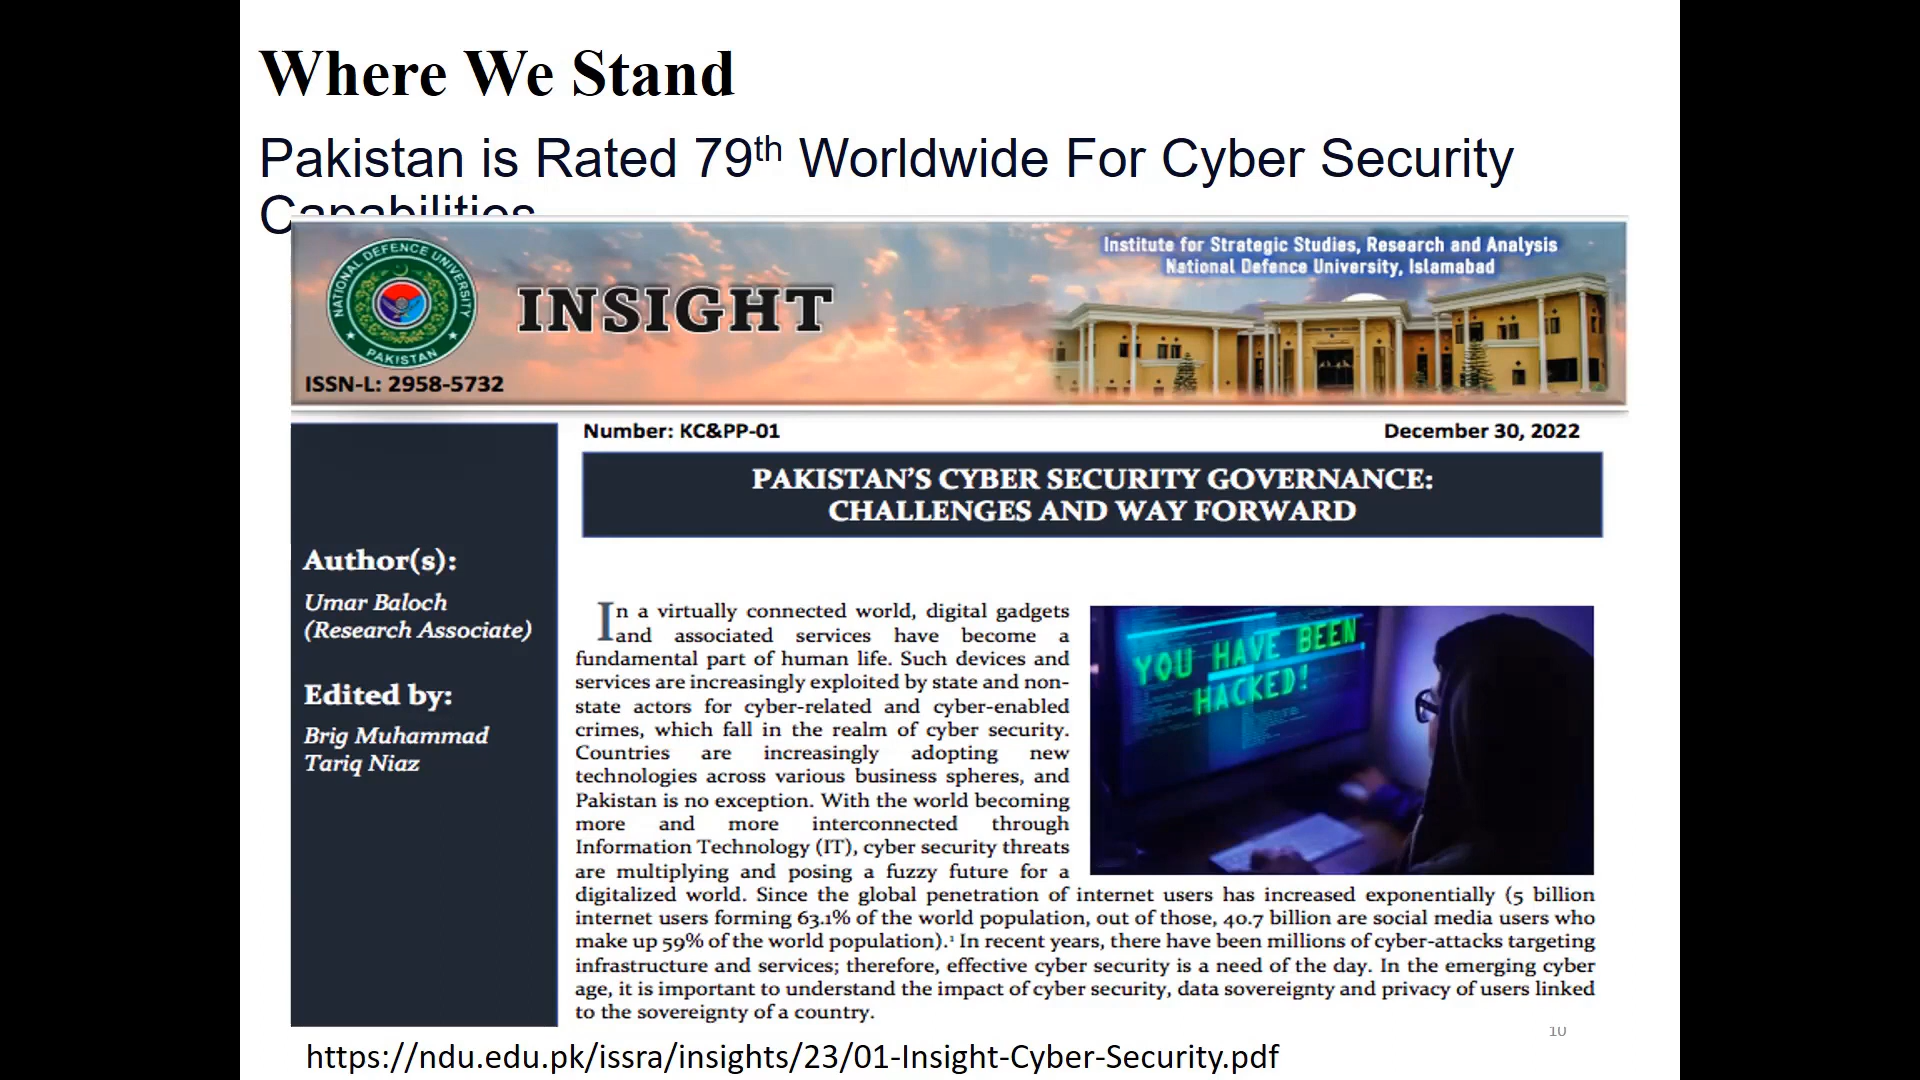 Where We Stand
Pakistan is Rated 79th Worldwide For Cyber Security
Capabilities
NATIONAL DEFENCE UNIVERSITY
PAKISTAN
ISSN-L: 2958-5732
INSIGHT
Institute for Strategic Studies, Research and Analysis
National Defence University, Islamabad
Number: KC&PP-01
December 30, 2022
PAKISTAN'S CYBER SECURITY GOVERNANCE:
CHALLENGES AND WAY FORWARD
Author(s):
Umar Baloch
(Research Associate)
Edited by:
Brig Muhammad
Tariq Niaz
In a virtually connected world, digital gadgets
and associated services have become a
fundamental part of human life. Such devices and
services are increasingly exploited by state and non-
state actors for cyber-related and cyber-enabled
crimes, which fall in the realm of cyber security.
Countries are increasingly adopting new
technologies across various business spheres, and
Pakistan is no exception. With the world becoming
more and more interconnected through
Information Technology (IT), cyber security threats
are multiplying and posing a fuzzy future for a
digitalized world. Since the global penetration of internet users has increased exponentially (5 billion
internet users forming 63.1% of the world population, out of those, 40.7 billion are social media users who
make up 59% of the world population).¹ In recent years, there have been millions of cyber-attacks targeting
infrastructure and services; therefore, effective cyber security is a need of the day. In the emerging cyber
age, it is important to understand the impact of cyber security, data sovereignty and privacy of users linked
to the sovereignty of a country.
YOU HAVE BEEN
HACKED!
10
https://ndu.edu.pk/issra/insights/23/01-Insight-Cyber-Security.pdf